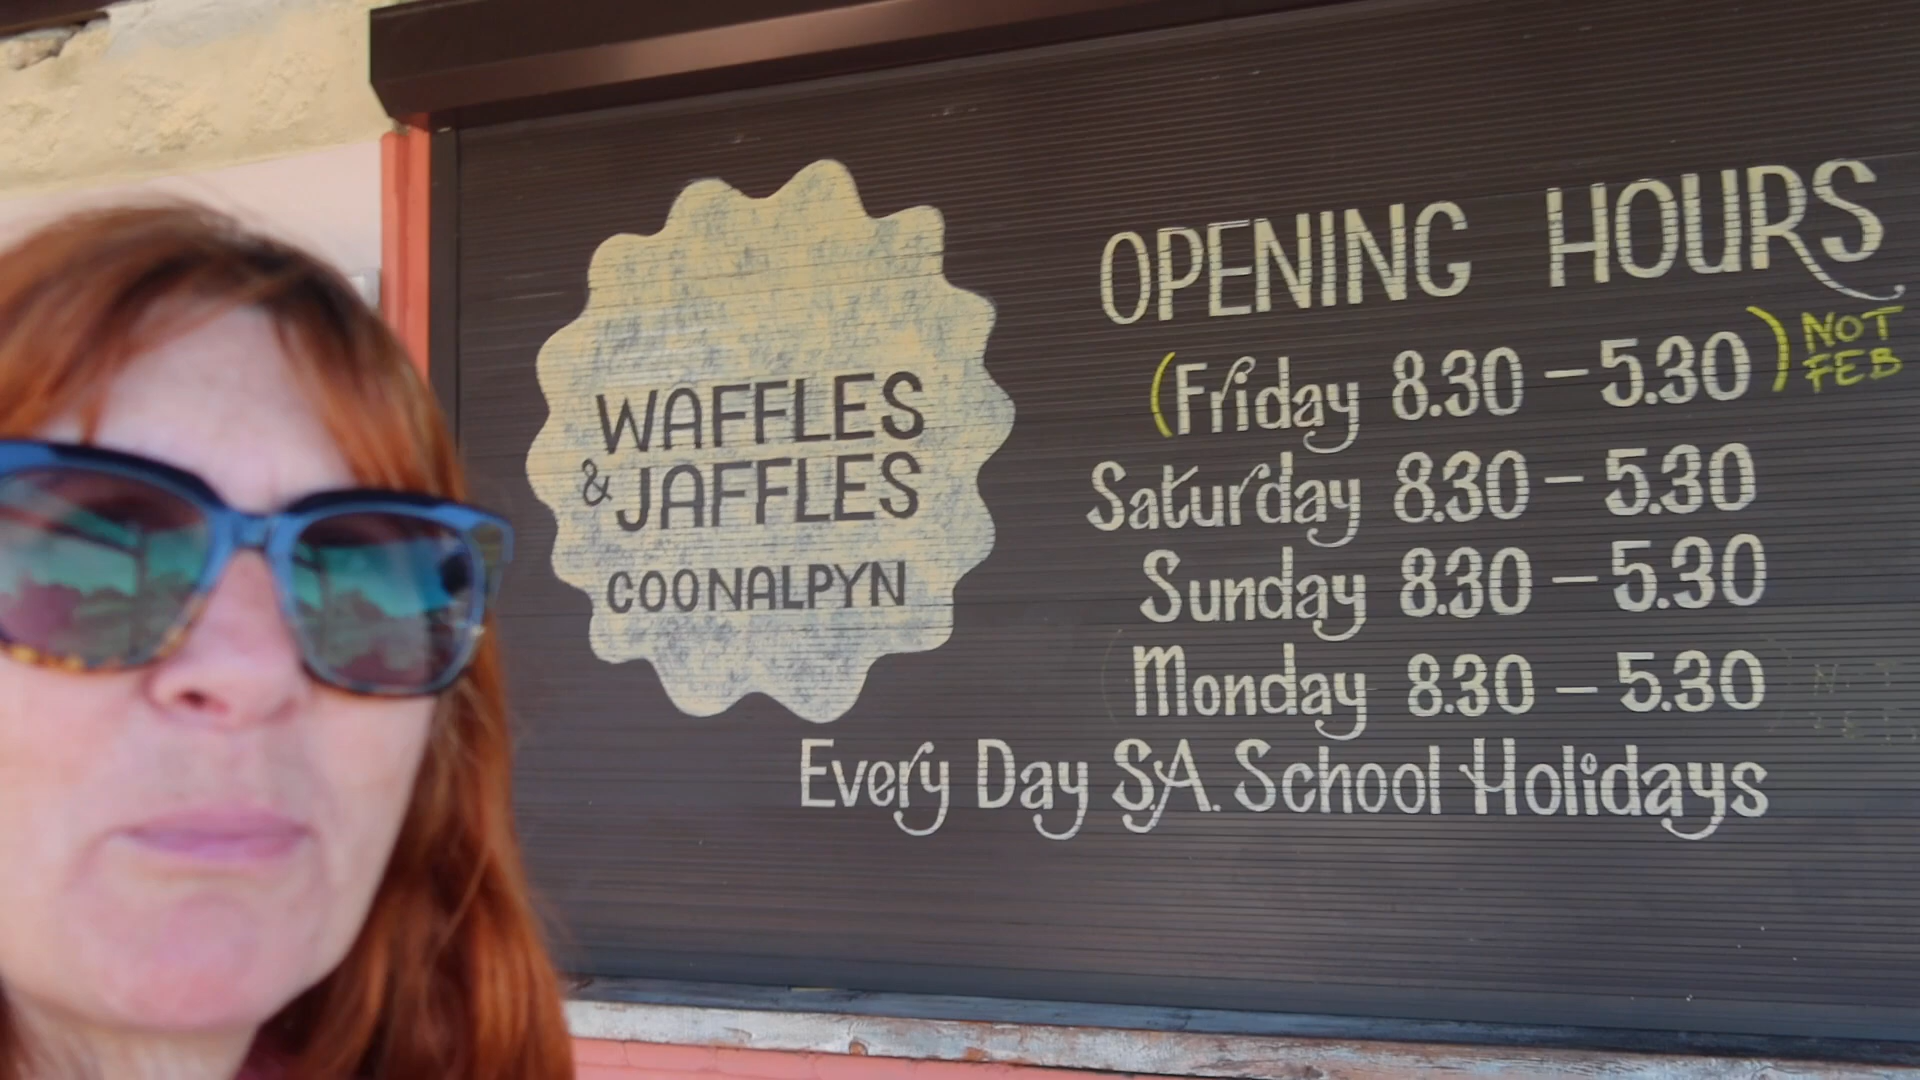 WAFFLES
& JAFFLES
COONALPYN
OPENING HOURS
(Friday 8.30 – 5.30) NOT
FEB
Saturday 8.30 – 5.30
Sunday 8.30 – 5.30
Monday 8.30 – 5.30
Every Day S.A. School Holidays